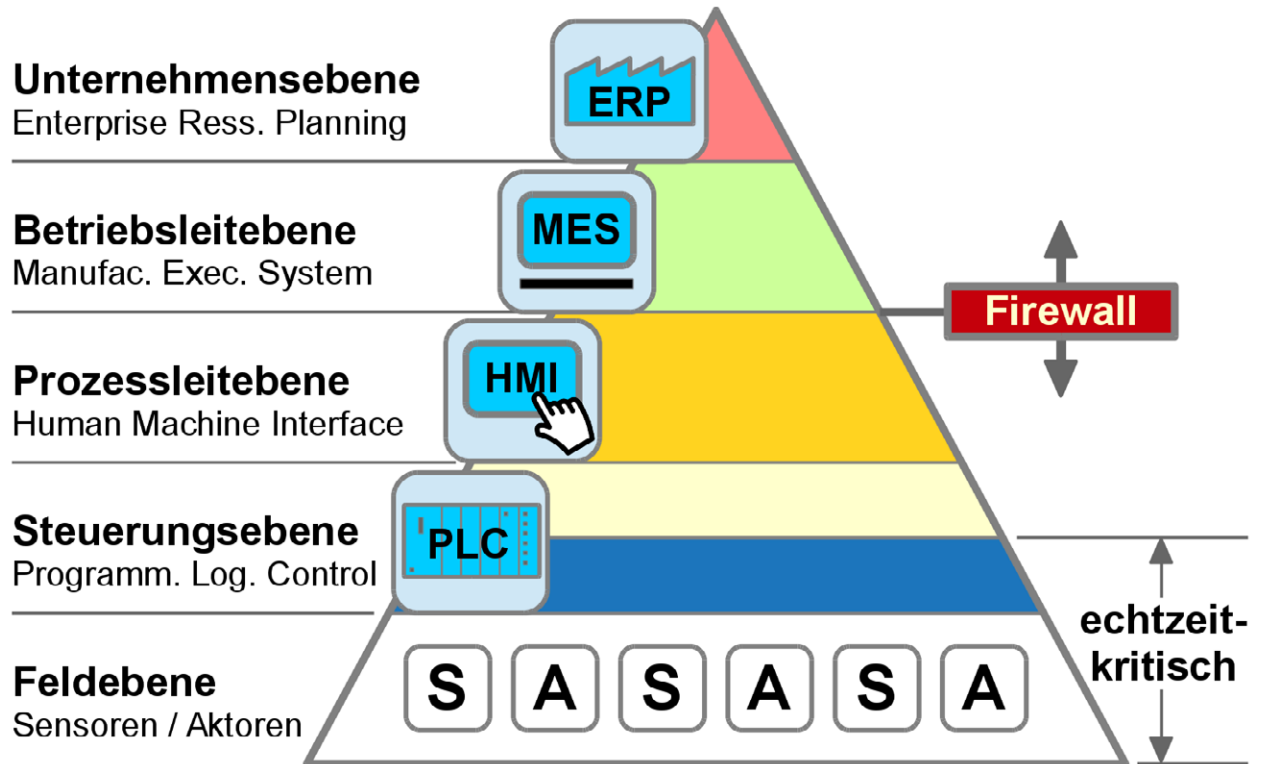 Unternehmensebene
Enterprise Ress. Planning
ERP
Betriebsleitebene
Manufac. Exec. System
MES
Firewall
Prozessleitebene
Human Machine Interface
HMI
Steuerungsebene
Programm. Log. Control
PLC
echtzeit-
kritisch
Feldebene
Sensoren / Aktoren
S A S A S A